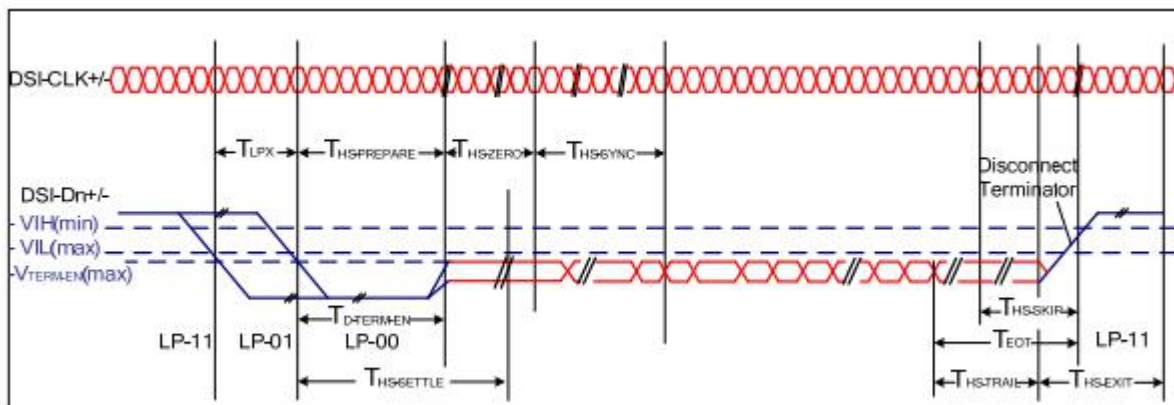 DSI-CLK+/-
TLPX
THS-PREPARE
THS-ZERO
THS-SYNC
Disconnect
Terminator
DSI-Dn+/-
VIH(min)
VIL(max)
VTERM-EN(max)
TD-TERM-EN
THS-SKIP
LP-11
LP-01
LP-00
TEOT
LP-11
THS-SETTLE
THS-TRAIL
THS-EXIT